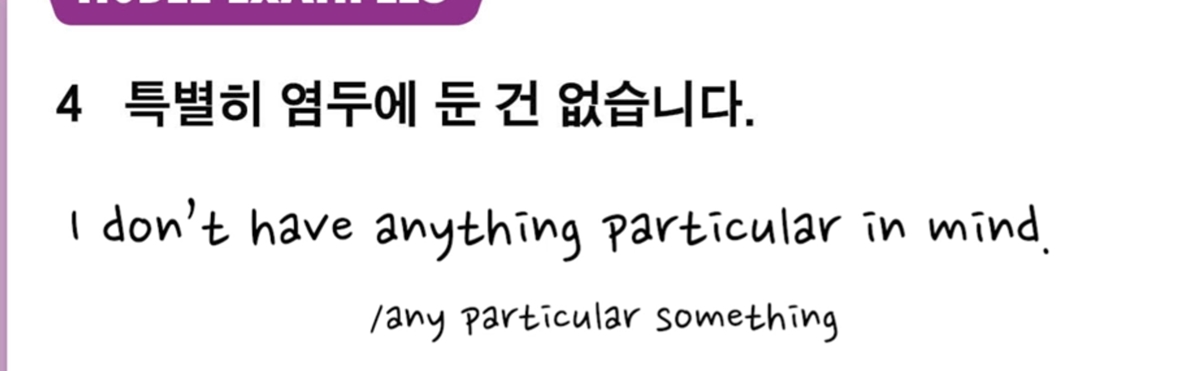 4 특별히 염두에 둔 건 없습니다.
I don't have anything particular in mind.
/any particular something